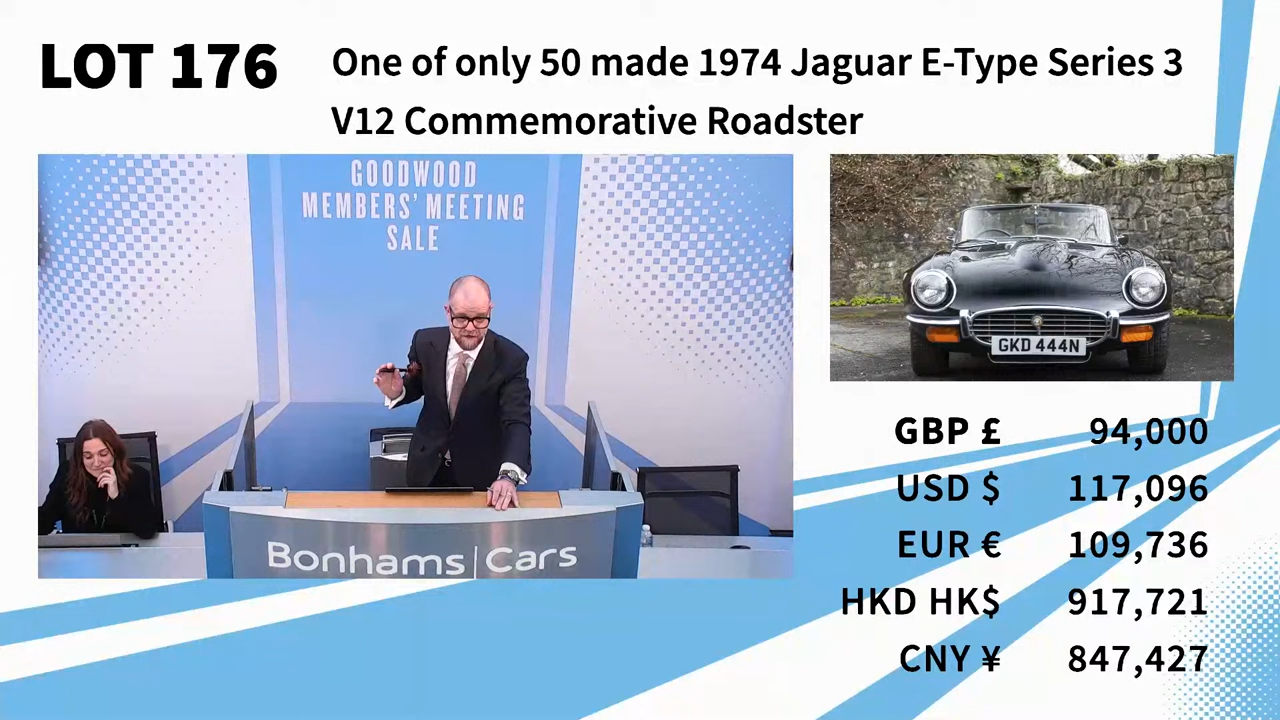 LOT 176
One of only 50 made 1974 Jaguar E-Type Series 3
V12 Commemorative Roadster
GOODWOOD
MEMBERS' MEETING
SALE
Bonhams | Cars
GKD 444N
GBP £ 94,000
USD $ 117,096
EUR € 109,736
HKD HK$ 917,721
CNY ¥ 847,427